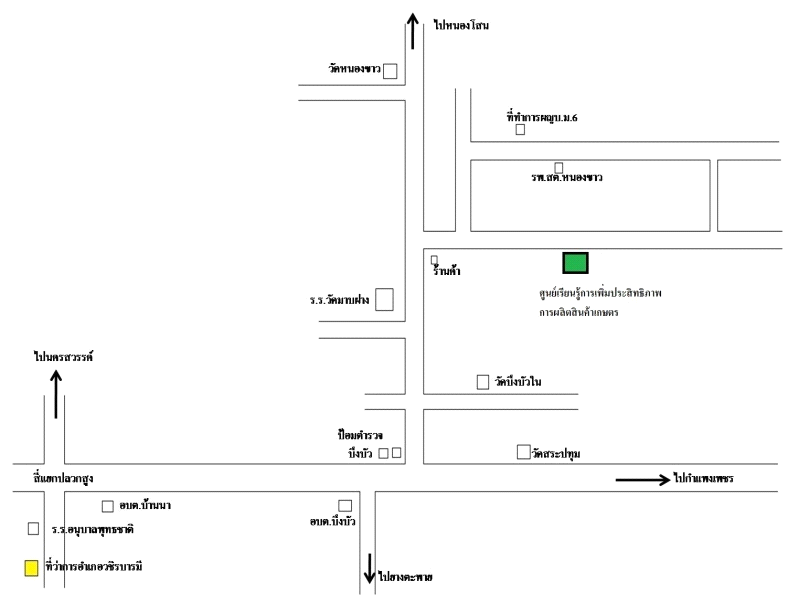 ไปหนองโสน
วัดหนองขาว
ที่ทำการผญบ.ม.6
รพ.สต.หนองขาว
ร้านค้า
ศูนย์เรียนรู้การเพิ่มประสิทธิภาพ
การผลิตสินค้าเกษตร
ร.ร.วัดมาบฝาง
ไปนครสวรรค์
วัดบึงบัวใน
ป้อมตำรวจ
บึงบัว
วัดสระปทุม
สี่แยกปลวกสูง
ไปกำแพงเพชร
อบต.บ้านนา
อบต.บึงบัว
ร.ร.อนุบาลพุทธชาติ
ที่ว่าการอำเภอวชิรบารมี
ไปยางตะพาย